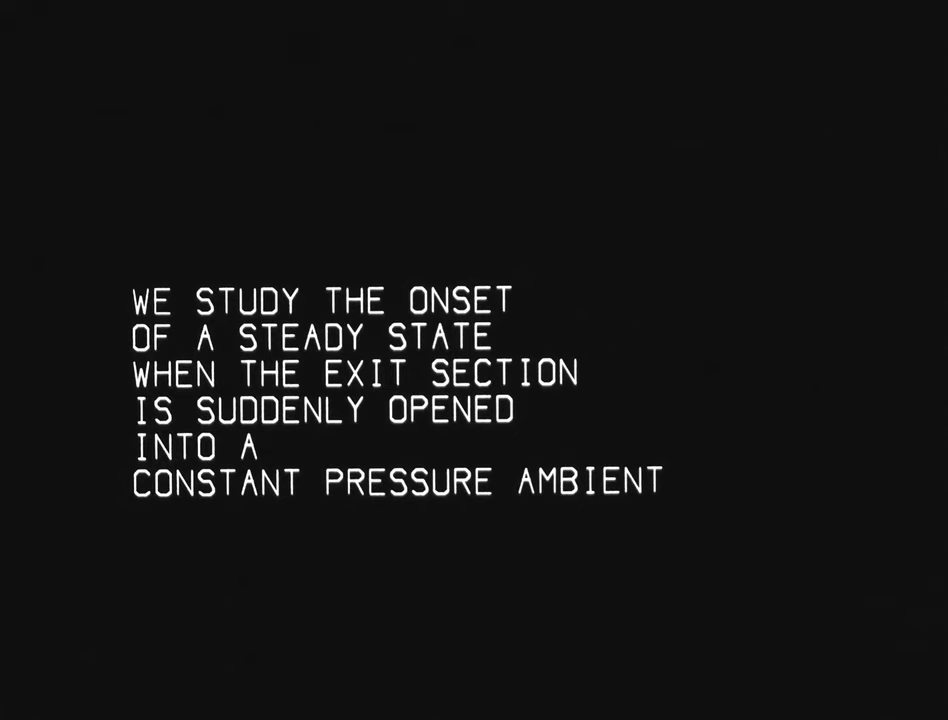 WE STUDY THE ONSET
OF A STEADY STATE
WHEN THE EXIT SECTION
IS SUDDENLY OPENED
INTO A
CONSTANT PRESSURE AMBIENT